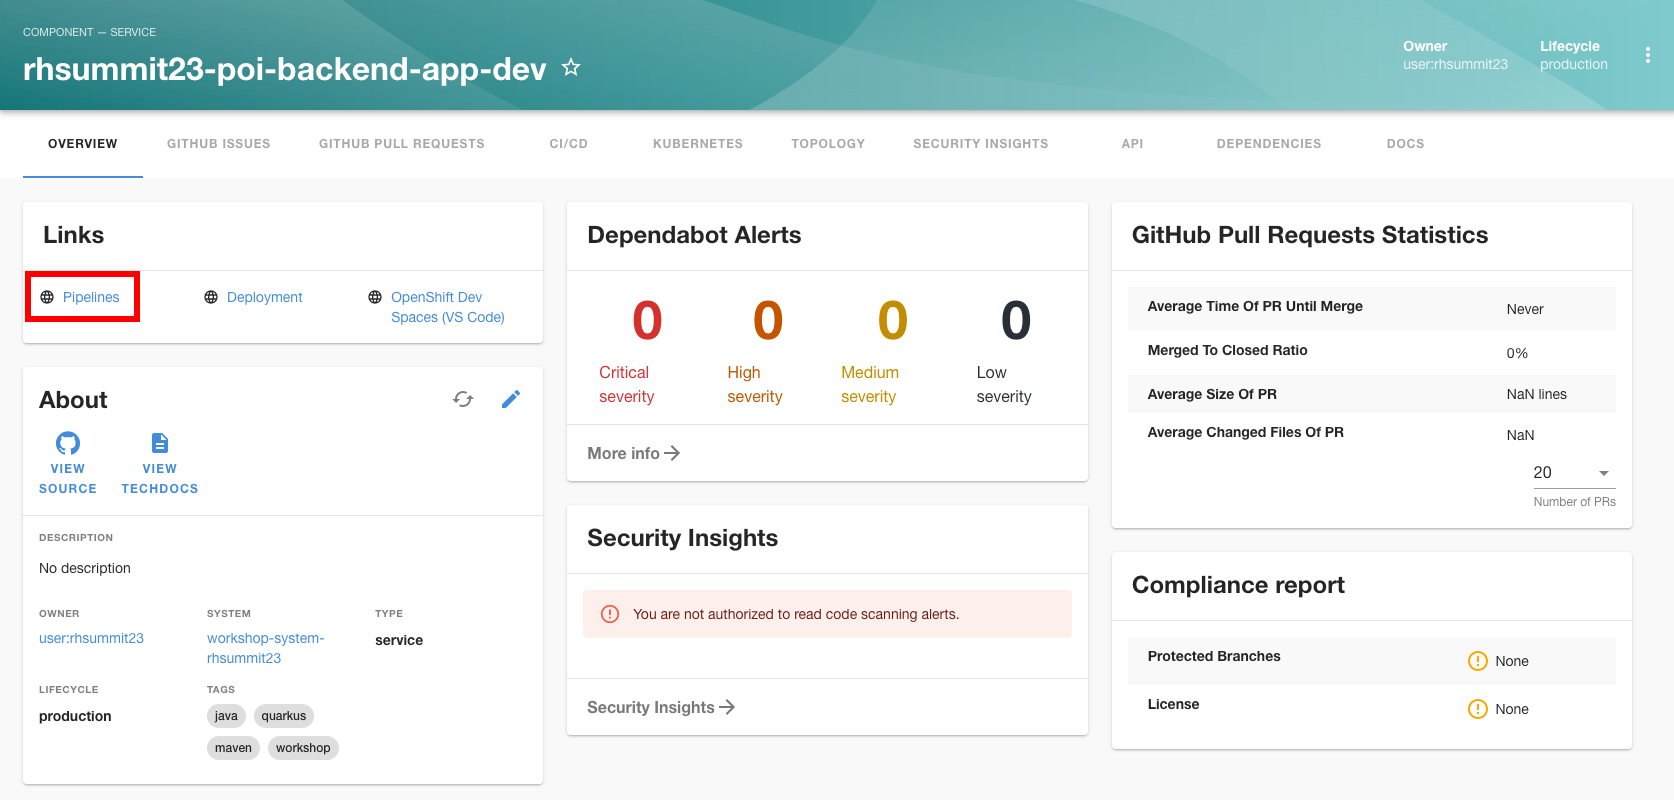 COMPONENT — SERVICE
rhsummit23-poi-backend-app-dev
Owner
user:rhsummit23
Lifecycle
production
OVERVIEW
GITHUB ISSUES
GITHUB PULL REQUESTS
CI/CD
KUBERNETES
TOPOLOGY
SECURITY INSIGHTS
API
DEPENDENCIES
DOCS
Links
Pipelines
Deployment
OpenShift Dev
Spaces (VS Code)
About
VIEW
SOURCE
VIEW
TECHDOCS
DESCRIPTION
No description
OWNER
user:rhsummit23
SYSTEM
workshop-system-
rhsummit23
TYPE
service
LIFECYCLE
production
TAGS
java
quarkus
maven
workshop
Dependabot Alerts
0
Critical
severity
0
High
severity
0
Medium
severity
0
Low
severity
More info
Security Insights
You are not authorized to read code scanning alerts.
Security Insights
GitHub Pull Requests Statistics
Average Time Of PR Until Merge
Never
Merged To Closed Ratio
0%
Average Size Of PR
NaN lines
Average Changed Files Of PR
NaN
20
Number of PRs
Compliance report
Protected Branches
None
License
None